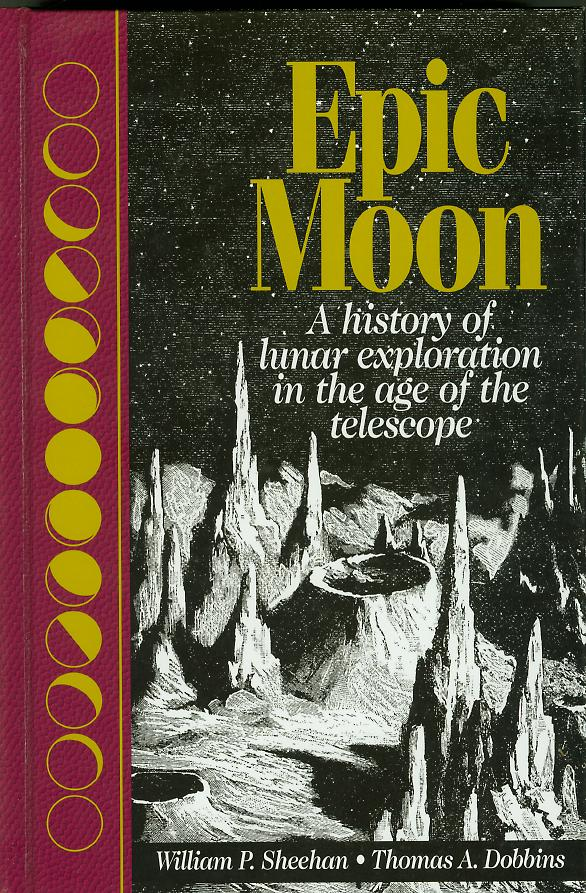 Epic
Moon
A history of
lunar exploration
in the age of the
telescope
William P. Sheehan • Thomas A. Dobbins